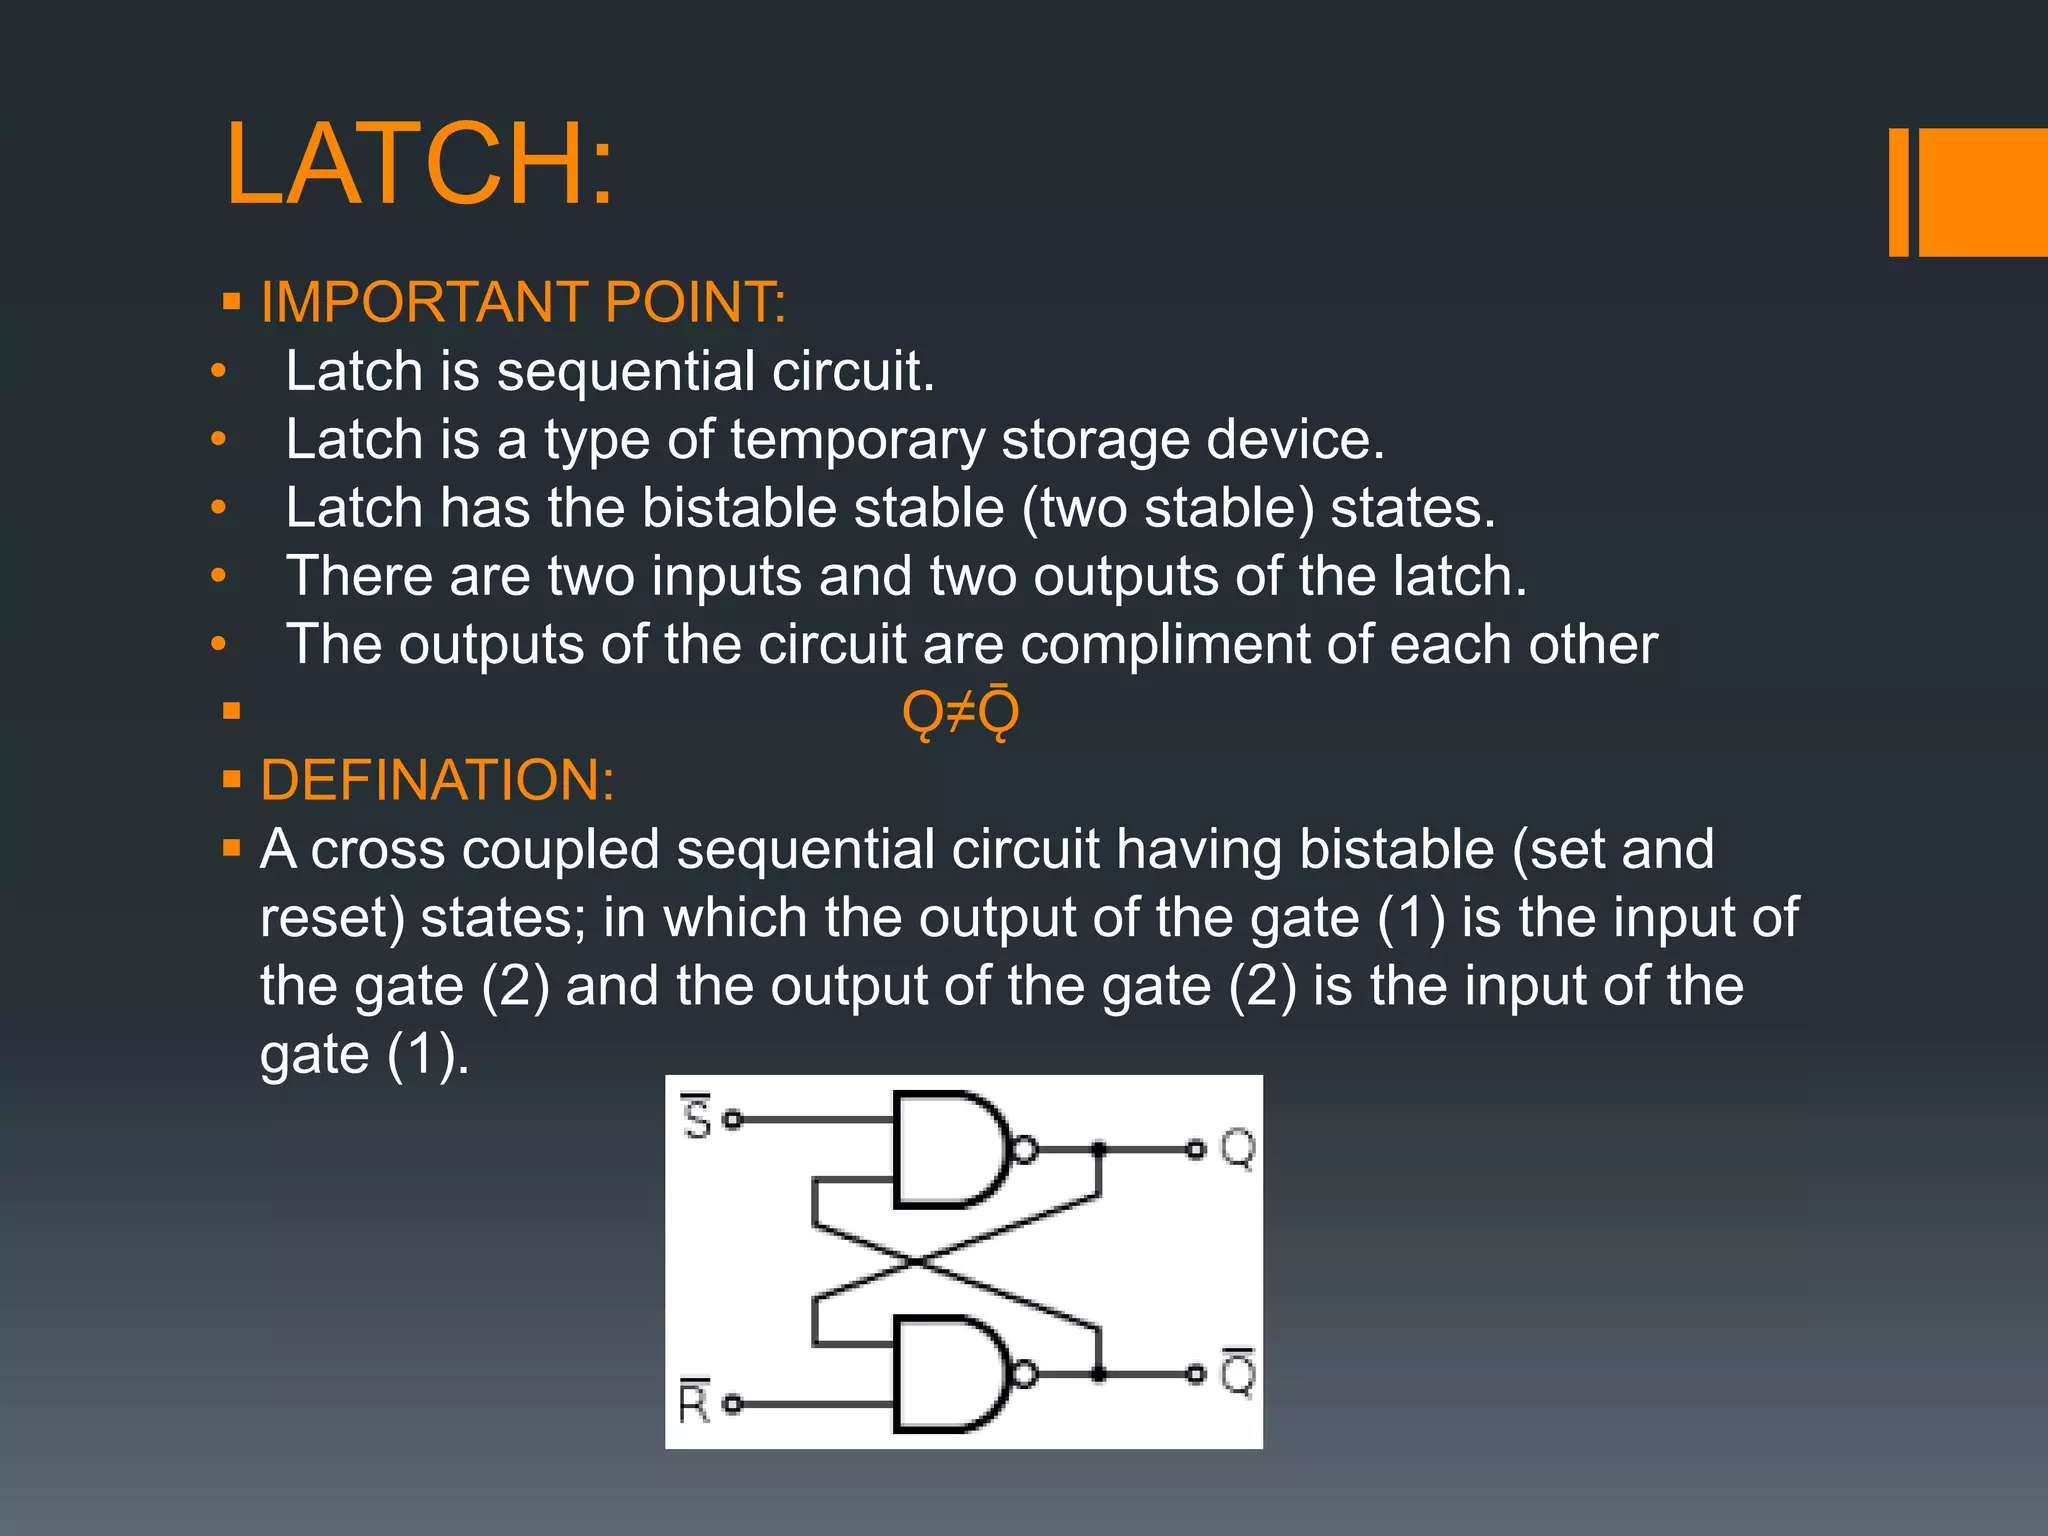 LATCH:
▪ IMPORTANT POINT:
• Latch is sequential circuit.
• Latch is a type of temporary storage device.
• Latch has the bistable stable (two stable) states.
• There are two inputs and two outputs of the latch.
• The outputs of the circuit are compliment of each other
▪ Q≠Q̄
▪ DEFINATION:
▪ A cross coupled sequential circuit having bistable (set and
reset) states; in which the output of the gate (1) is the input of
the gate (2) and the output of the gate (2) is the input of the
gate (1).
S̄
Q
R̄
Q̄